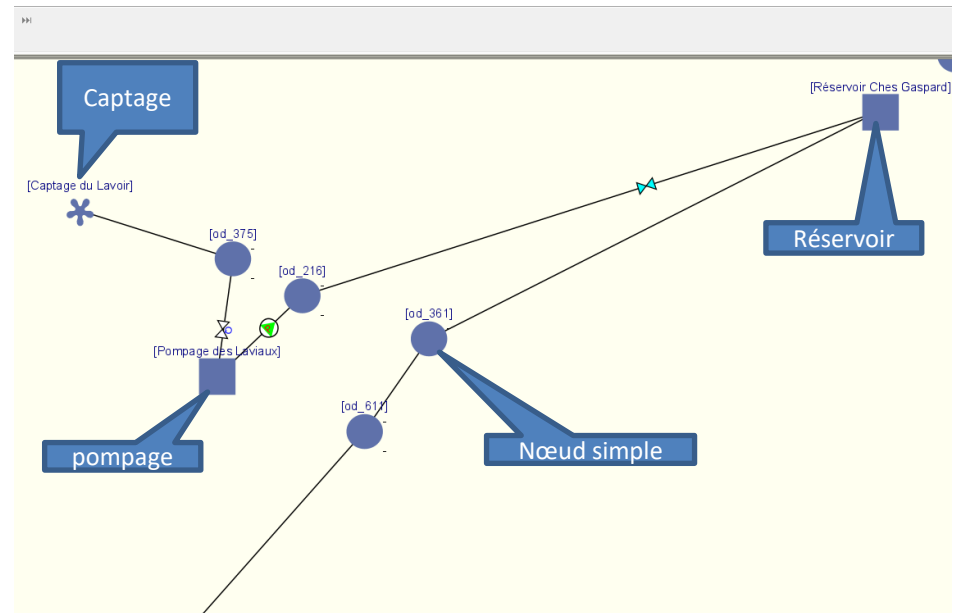 Captage
[Réservoir Ches Gaspard]
[Captage du Lavoir]
[od_375]
Réservoir
[od_216]
[od_361]
[Pompage des Laviaux]
[od_611]
pompage
Nœud simple